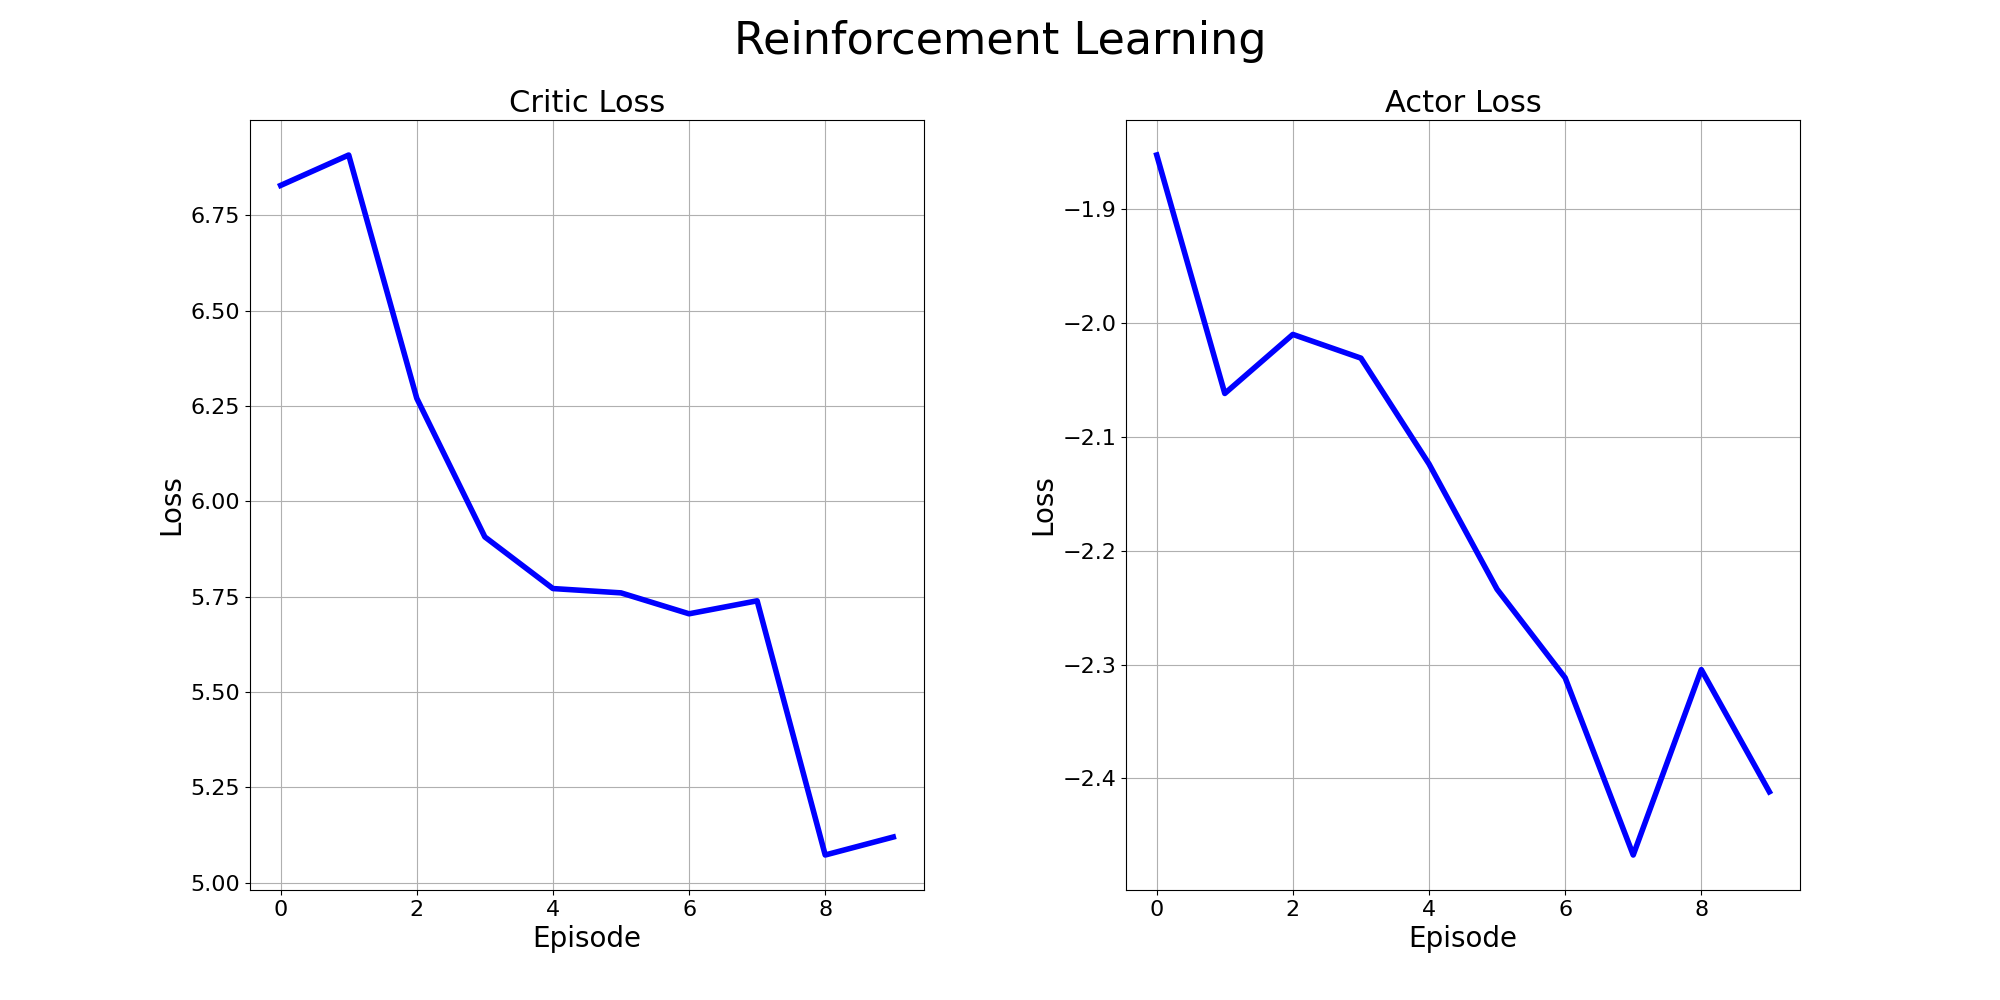 Reinforcement Learning
Critic Loss
6.75
6.50
6.25
6.00
5.75
5.50
5.25
5.00
Loss
0 2 4 6 8
Episode
Actor Loss
−1.9
−2.0
−2.1
−2.2
−2.3
−2.4
Loss
0 2 4 6 8
Episode